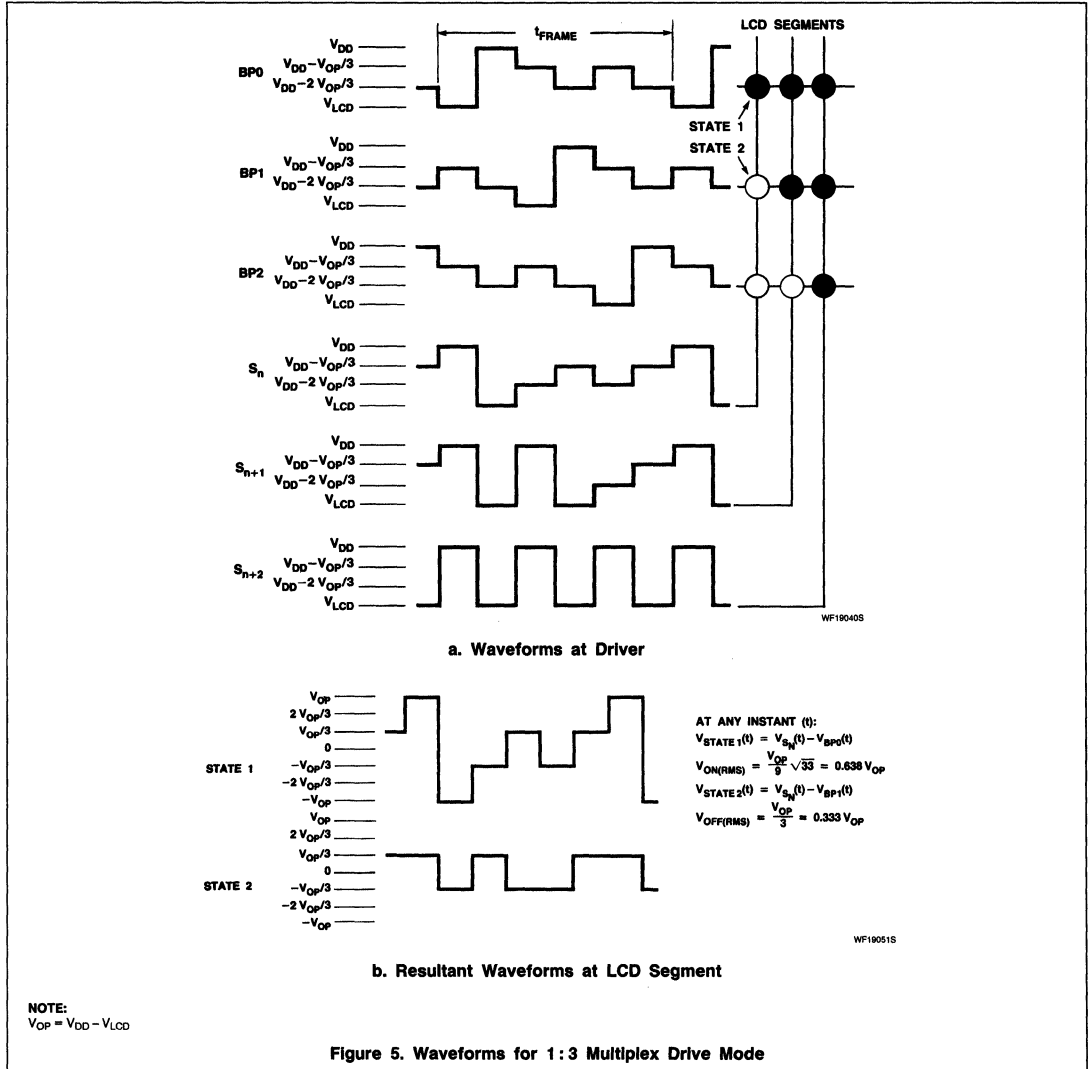 tFRAME
LCD SEGMENTS
BP0
VDD
VDD−VOP/3
VDD−2 VOP/3
VLCD
STATE 1
STATE 2
BP1
VDD
VDD−VOP/3
VDD−2 VOP/3
VLCD
BP2
VDD
VDD−VOP/3
VDD−2 VOP/3
VLCD
Sn
VDD
VDD−VOP/3
VDD−2 VOP/3
VLCD
Sn+1
VDD
VDD−VOP/3
VDD−2 VOP/3
VLCD
Sn+2
VDD
VDD−VOP/3
VDD−2 VOP/3
VLCD
WF19040S
a. Waveforms at Driver
STATE 1
VOP
2 VOP/3
VOP/3
0
−VOP/3
−2 VOP/3
−VOP
STATE 2
VOP
2 VOP/3
VOP/3
0
−VOP/3
−2 VOP/3
−VOP
AT ANY INSTANT (t):
VSTATE 1(t) = VSN(t) − VBP0(t)
VON(RMS) = VOP/9 √33 = 0.638 VOP
VSTATE 2(t) = VSN(t) − VBP1(t)
VOFF(RMS) = VOP/3 = 0.333 VOP
WF19051S
b. Resultant Waveforms at LCD Segment
NOTE:
VOP = VDD − VLCD
Figure 5. Waveforms for 1:3 Multiplex Drive Mode